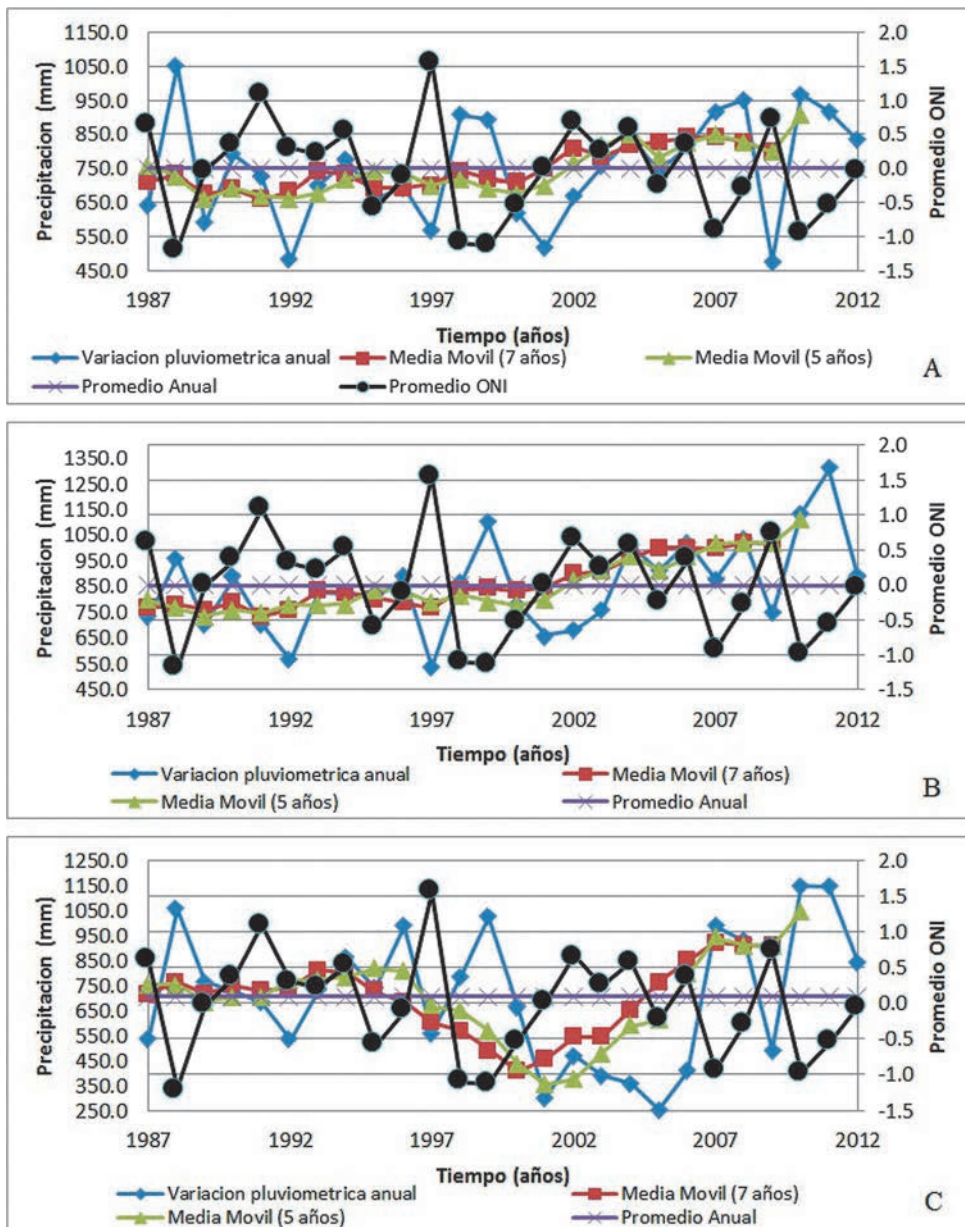 1150.0
1050.0
950.0
850.0
750.0
650.0
550.0
450.0
Precipitacion (mm)
2.0
1.5
1.0
0.5
0.0
-0.5
-1.0
-1.5
Promedio ONI
1987 1992 1997 2002 2007 2012
Tiempo (años)
Variacion pluviometrica anual Media Movil (7 años) Media Movil (5 años)
Promedio Anual Promedio ONI
A
1350.0
1250.0
1150.0
1050.0
950.0
850.0
750.0
650.0
550.0
450.0
Precipitacion (mm)
2.0
1.5
1.0
0.5
0.0
-0.5
-1.0
-1.5
Promedio ONI
1987 1992 1997 2002 2007 2012
Tiempo (años)
Variacion pluviometrica anual Media Movil (7 años)
Media Movil (5 años) Promedio Anual
B
1250.0
1150.0
1050.0
950.0
850.0
750.0
650.0
550.0
450.0
350.0
250.0
Precipitacion (mm)
2.0
1.5
1.0
0.5
0.0
-0.5
-1.0
-1.5
Promedio ONI
1987 1992 1997 2002 2007 2012
Tiempo (años)
Variacion pluviometrica anual Media Movil (7 años)
Media Movil (5 años) Promedio Anual
C